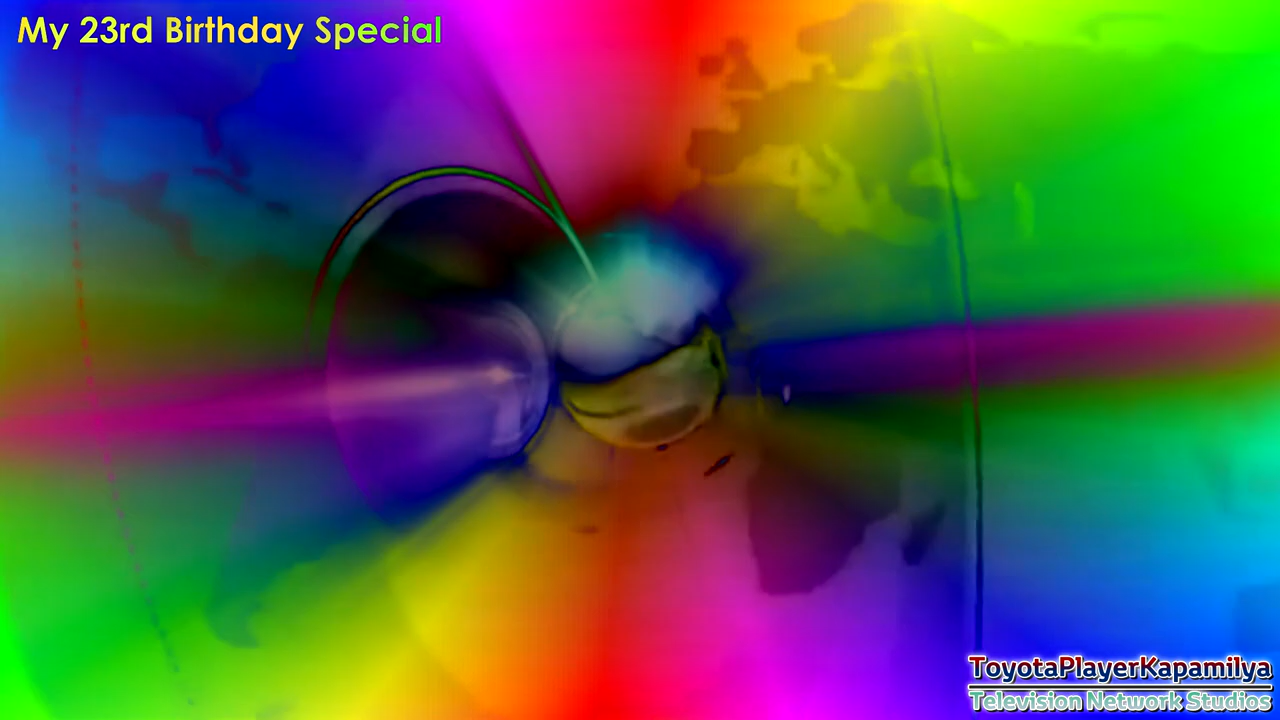 My 23rd Birthday Special
ToyotaPlayerKapamilya
Television Network Studios